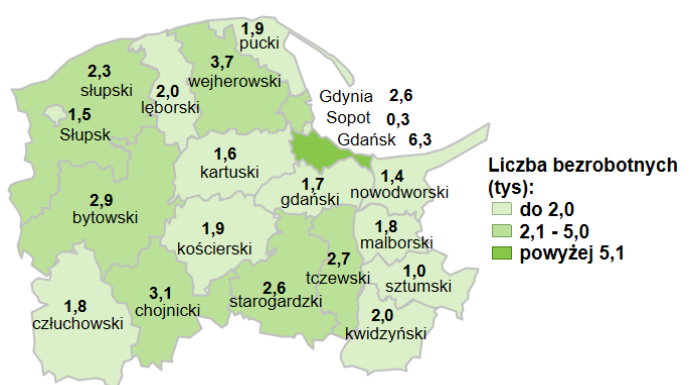 1,9
pucki
3,7
wejherowski
2,3
słupski
2,0
lęborski
1,5
Słupsk
Gdynia 2,6
Sopot 0,3
Gdańsk 6,3
1,6
kartuski
1,7
gdański
1,4
nowodworski
2,9
bytowski
1,9
kościerski
1,8
malborski
2,7
tczewski
1,0
sztumski
2,6
starogardzki
3,1
chojnicki
1,8
człuchowski
2,0
kwidzyński
Liczba bezrobotnych
(tys):
do 2,0
2,1 - 5,0
powyżej 5,1